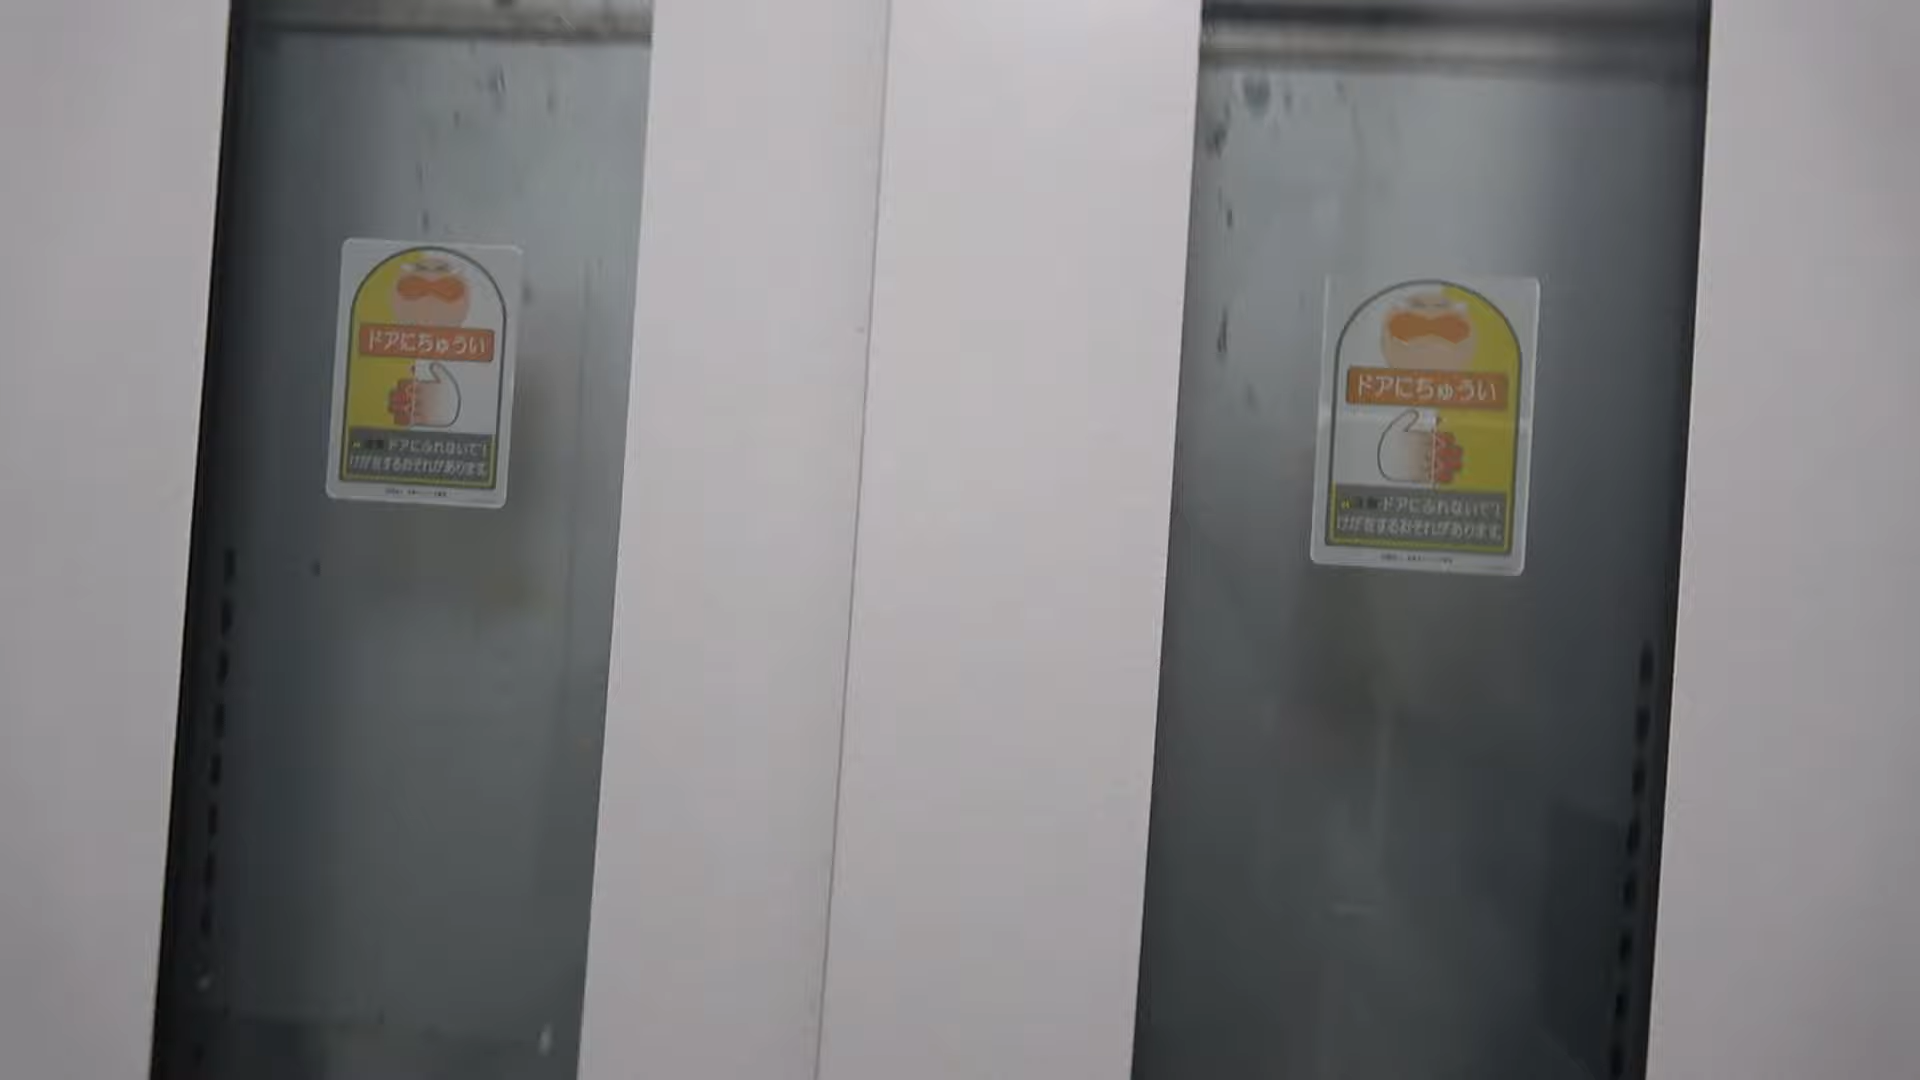 ドアにちゅうい
ドアにふれないで!
けがをするおそれがあります。
ドアにちゅうい
ドアにふれないで!
けがをするおそれがあります。